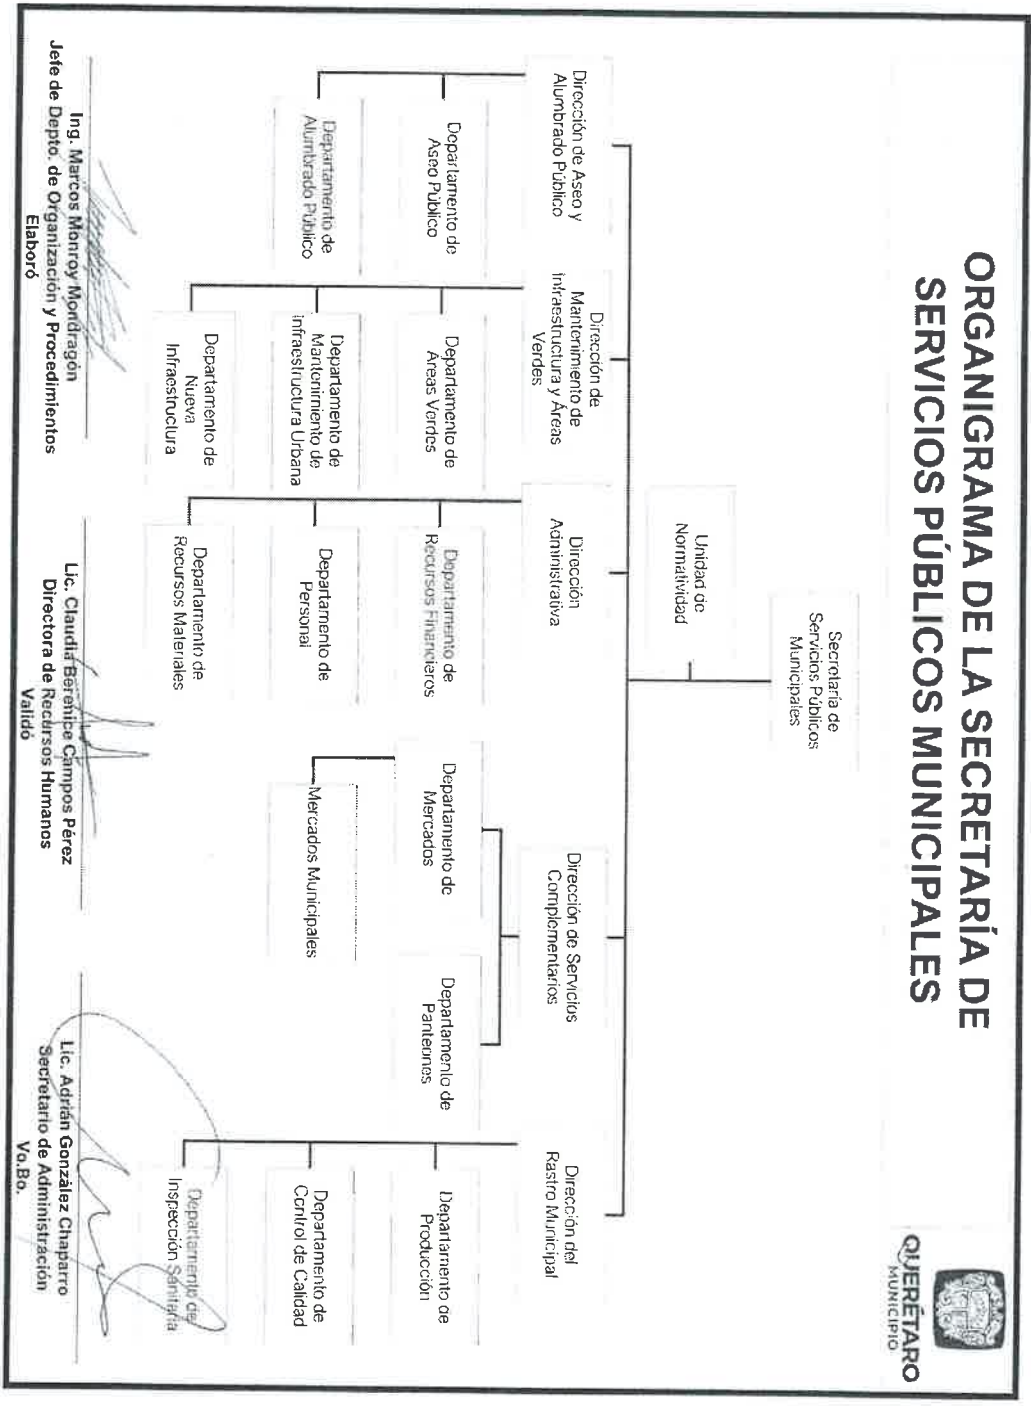 ORGANIGRAMA DE LA SECRETARÍA DE
SERVICIOS PÚBLICOS MUNICIPALES
QUERÉTARO
MUNICIPIO
Secretaría de
Servicios Públicos
Municipales
Unidad de
Normatividad
Dirección de Aseo y
Alumbrado Público
Departamento de
Aseo Público
Departamento de
Alumbrado Público
Dirección de
Mantenimiento de
Infraestructura y Áreas
Verdes
Departamento de
Áreas Verdes
Departamento de
Mantenimiento de
infraestructura Urbana
Departamento de
Nueva
Infraestructura
Dirección
Administrativa
Departamento de
Recursos Financieros
Departamento de
Personal
Departamento de
Recursos Materiales
Dirección de Servicios
Complementarios
Departamento de
Mercados
Mercados Municipales
Departamento de
Panteones
Dirección del
Rastro Municipal
Departamento de
Producción
Departamento de
Control de Calidad
Departamento de
Inspección Sanitaria
Ing. Marcos Monroy Mondragón
Jefe de Depto. de Organización y Procedimientos
Elaboró
Lic. Claudia Berenice Campos Pérez
Directora de Recursos Humanos
Validó
Lic. Adrián González Chaparro
Secretario de Administración
Vo.Bo.